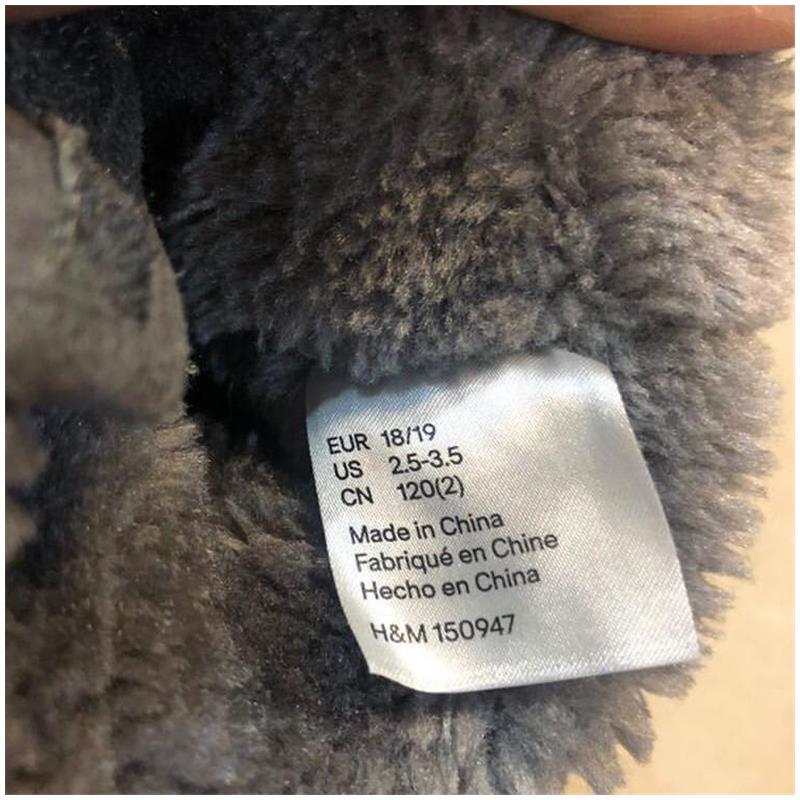 EUR 18/19
US 2.5-3.5
CN 120(2)
Made in China
Fabriqué en Chine
Hecho en China
H&M 150947